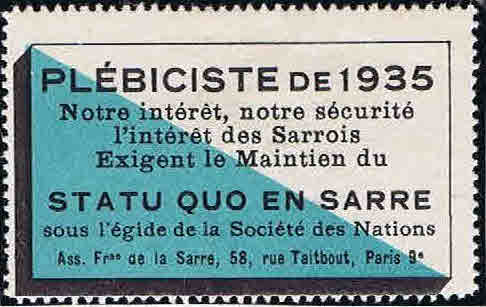 PLÉBICISTE DE 1935
Notre intérêt, notre sécurité
l'intérêt des Sarrois
Exigent le Maintien du
STATU QUO EN SARRE
sous l'égide de la Société des Nations
Ass. Frse de la Sarre, 58, rue Taitbout, Paris 9e